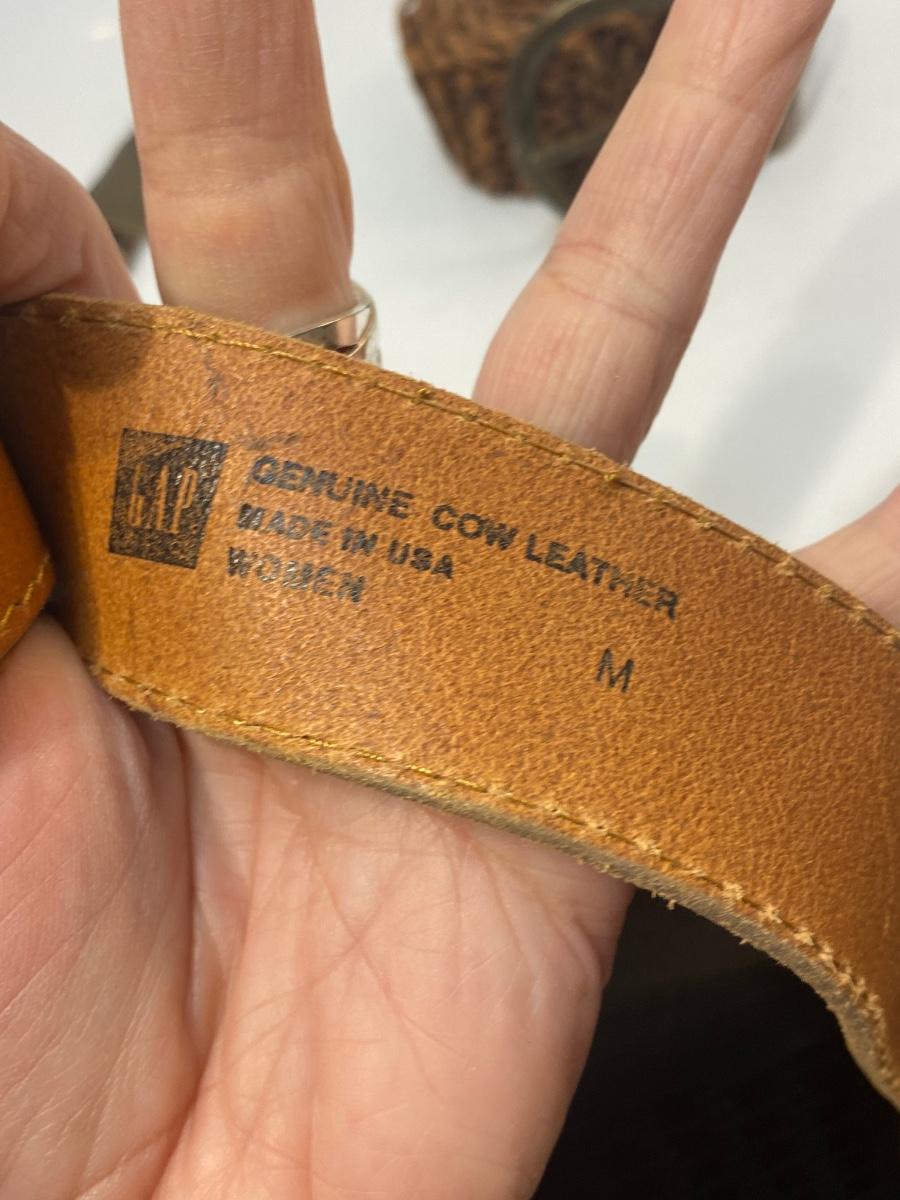 GAP
GENUINE COW LEATHER
MADE IN USA
WOMEN
M